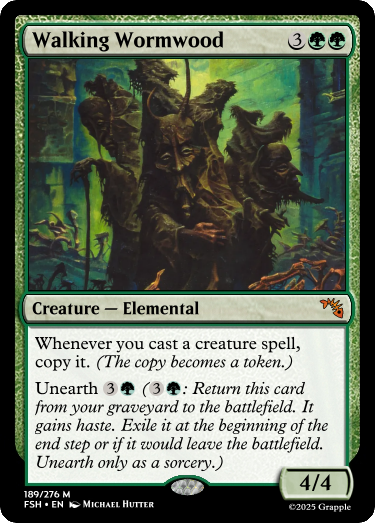 Walking Wormwood 3
Creature — Elemental
Whenever you cast a creature spell,
copy it. (The copy becomes a token.)
Unearth 3 (3: Return this card
from your graveyard to the battlefield. It
gains haste. Exile it at the beginning of the
end step or if it would leave the battlefield.
Unearth only as a sorcery.)
4/4
189/276 M
FSH • EN Michael Hutter
©2025 Grapple